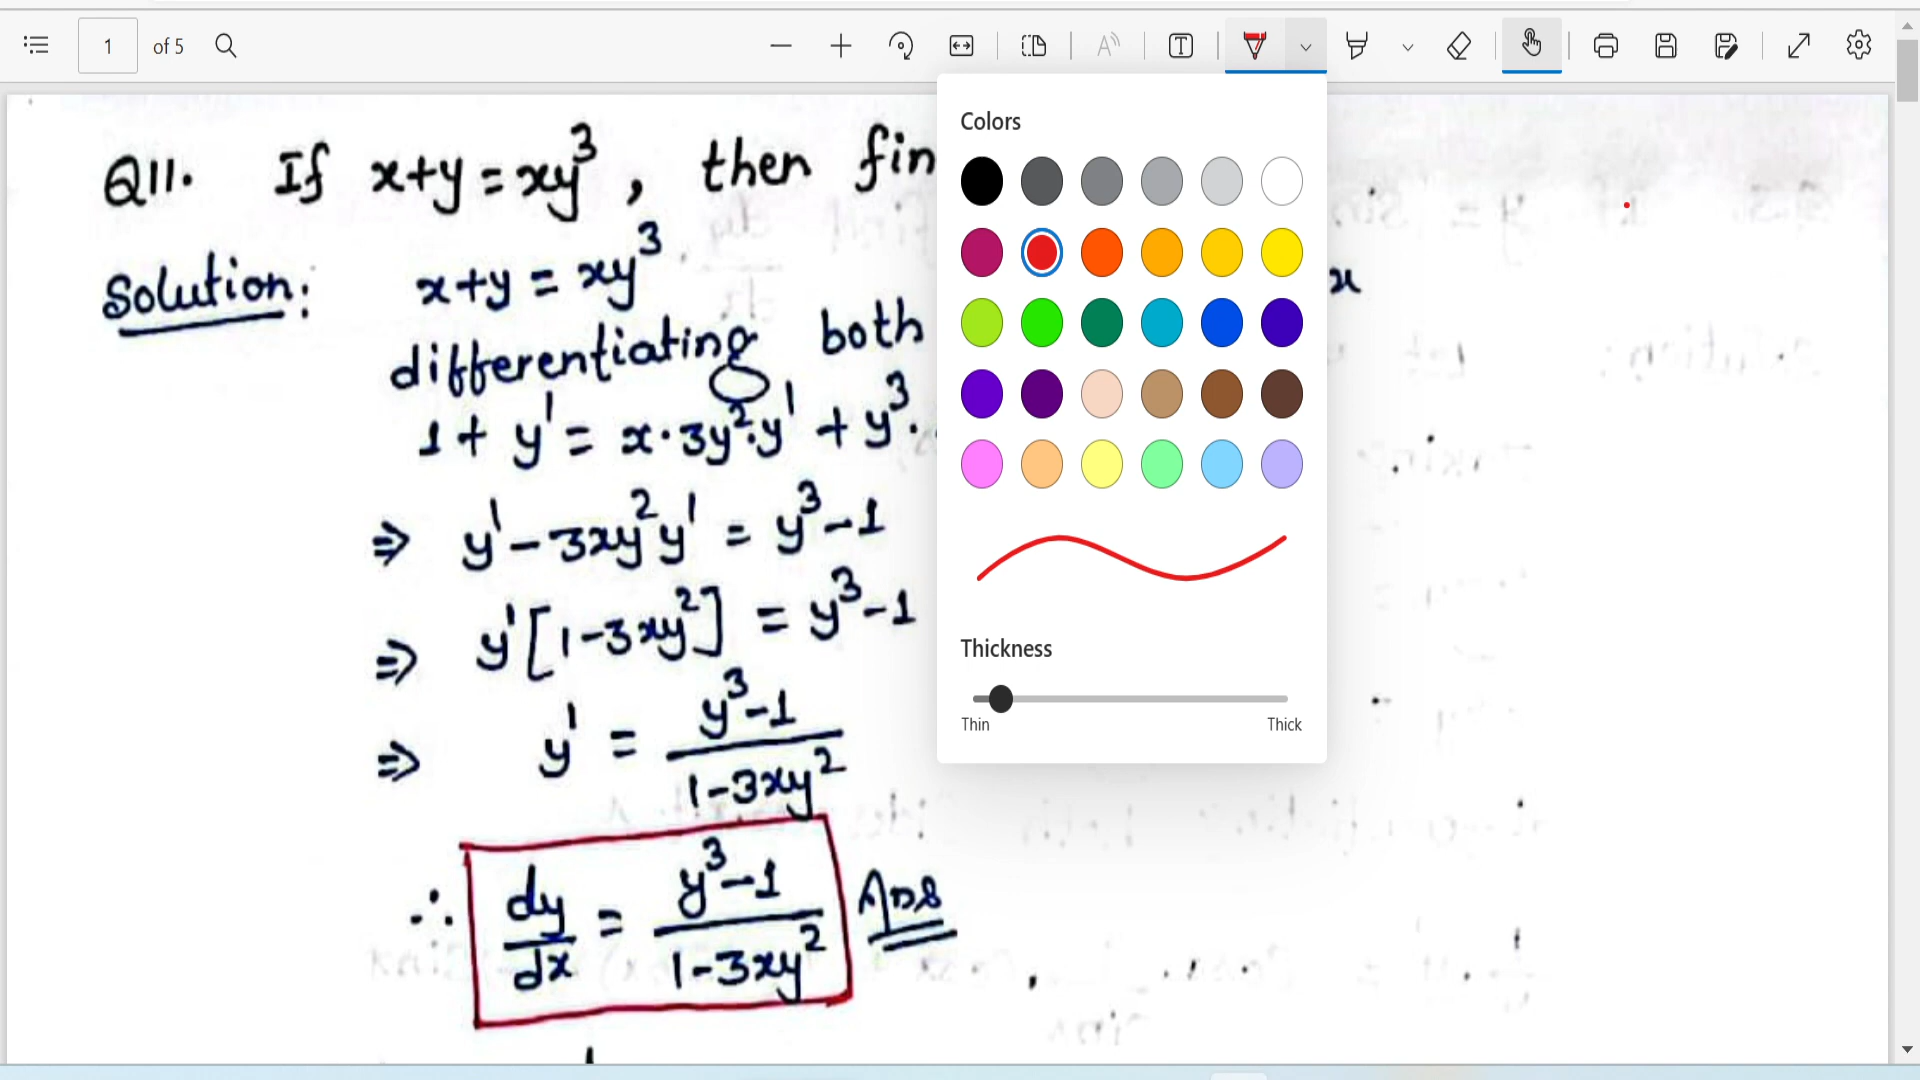 1 of 5
Colors
Thickness
Thin Thick
Q11. If x+y = xy³, then fin
Solution: x+y = xy³ x
differentiating both
1 + y' = x·3y²·y' + y³.
⇒ y' - 3xy²y' = y³-1
⇒ y'[1-3xy²] = y³-1
⇒ y' = y³-1 / 1-3xy²
∴ dy/dx = y³-1 / 1-3xy² Ans